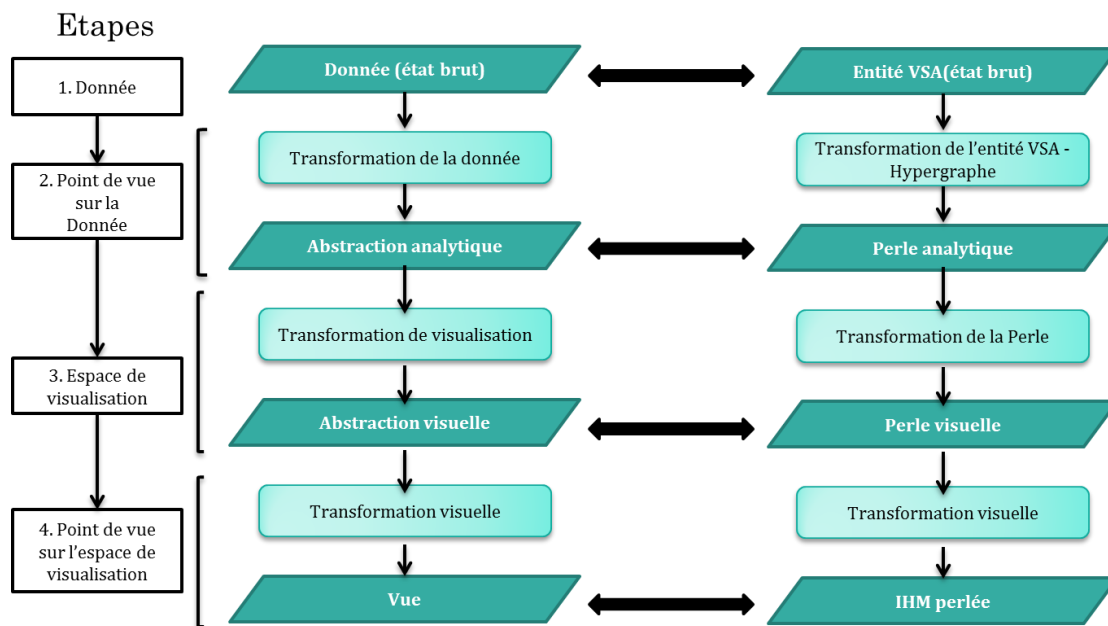 Etapes
1. Donnée
2. Point de vue
sur la
Donnée
3. Espace de
visualisation
4. Point de vue
sur l'espace de
visualisation
Donnée (état brut)
Transformation de la donnée
Abstraction analytique
Transformation de visualisation
Abstraction visuelle
Transformation visuelle
Vue
Entité VSA(état brut)
Transformation de l'entité VSA -
Hypergraphe
Perle analytique
Transformation de la Perle
Perle visuelle
Transformation visuelle
IHM perlée